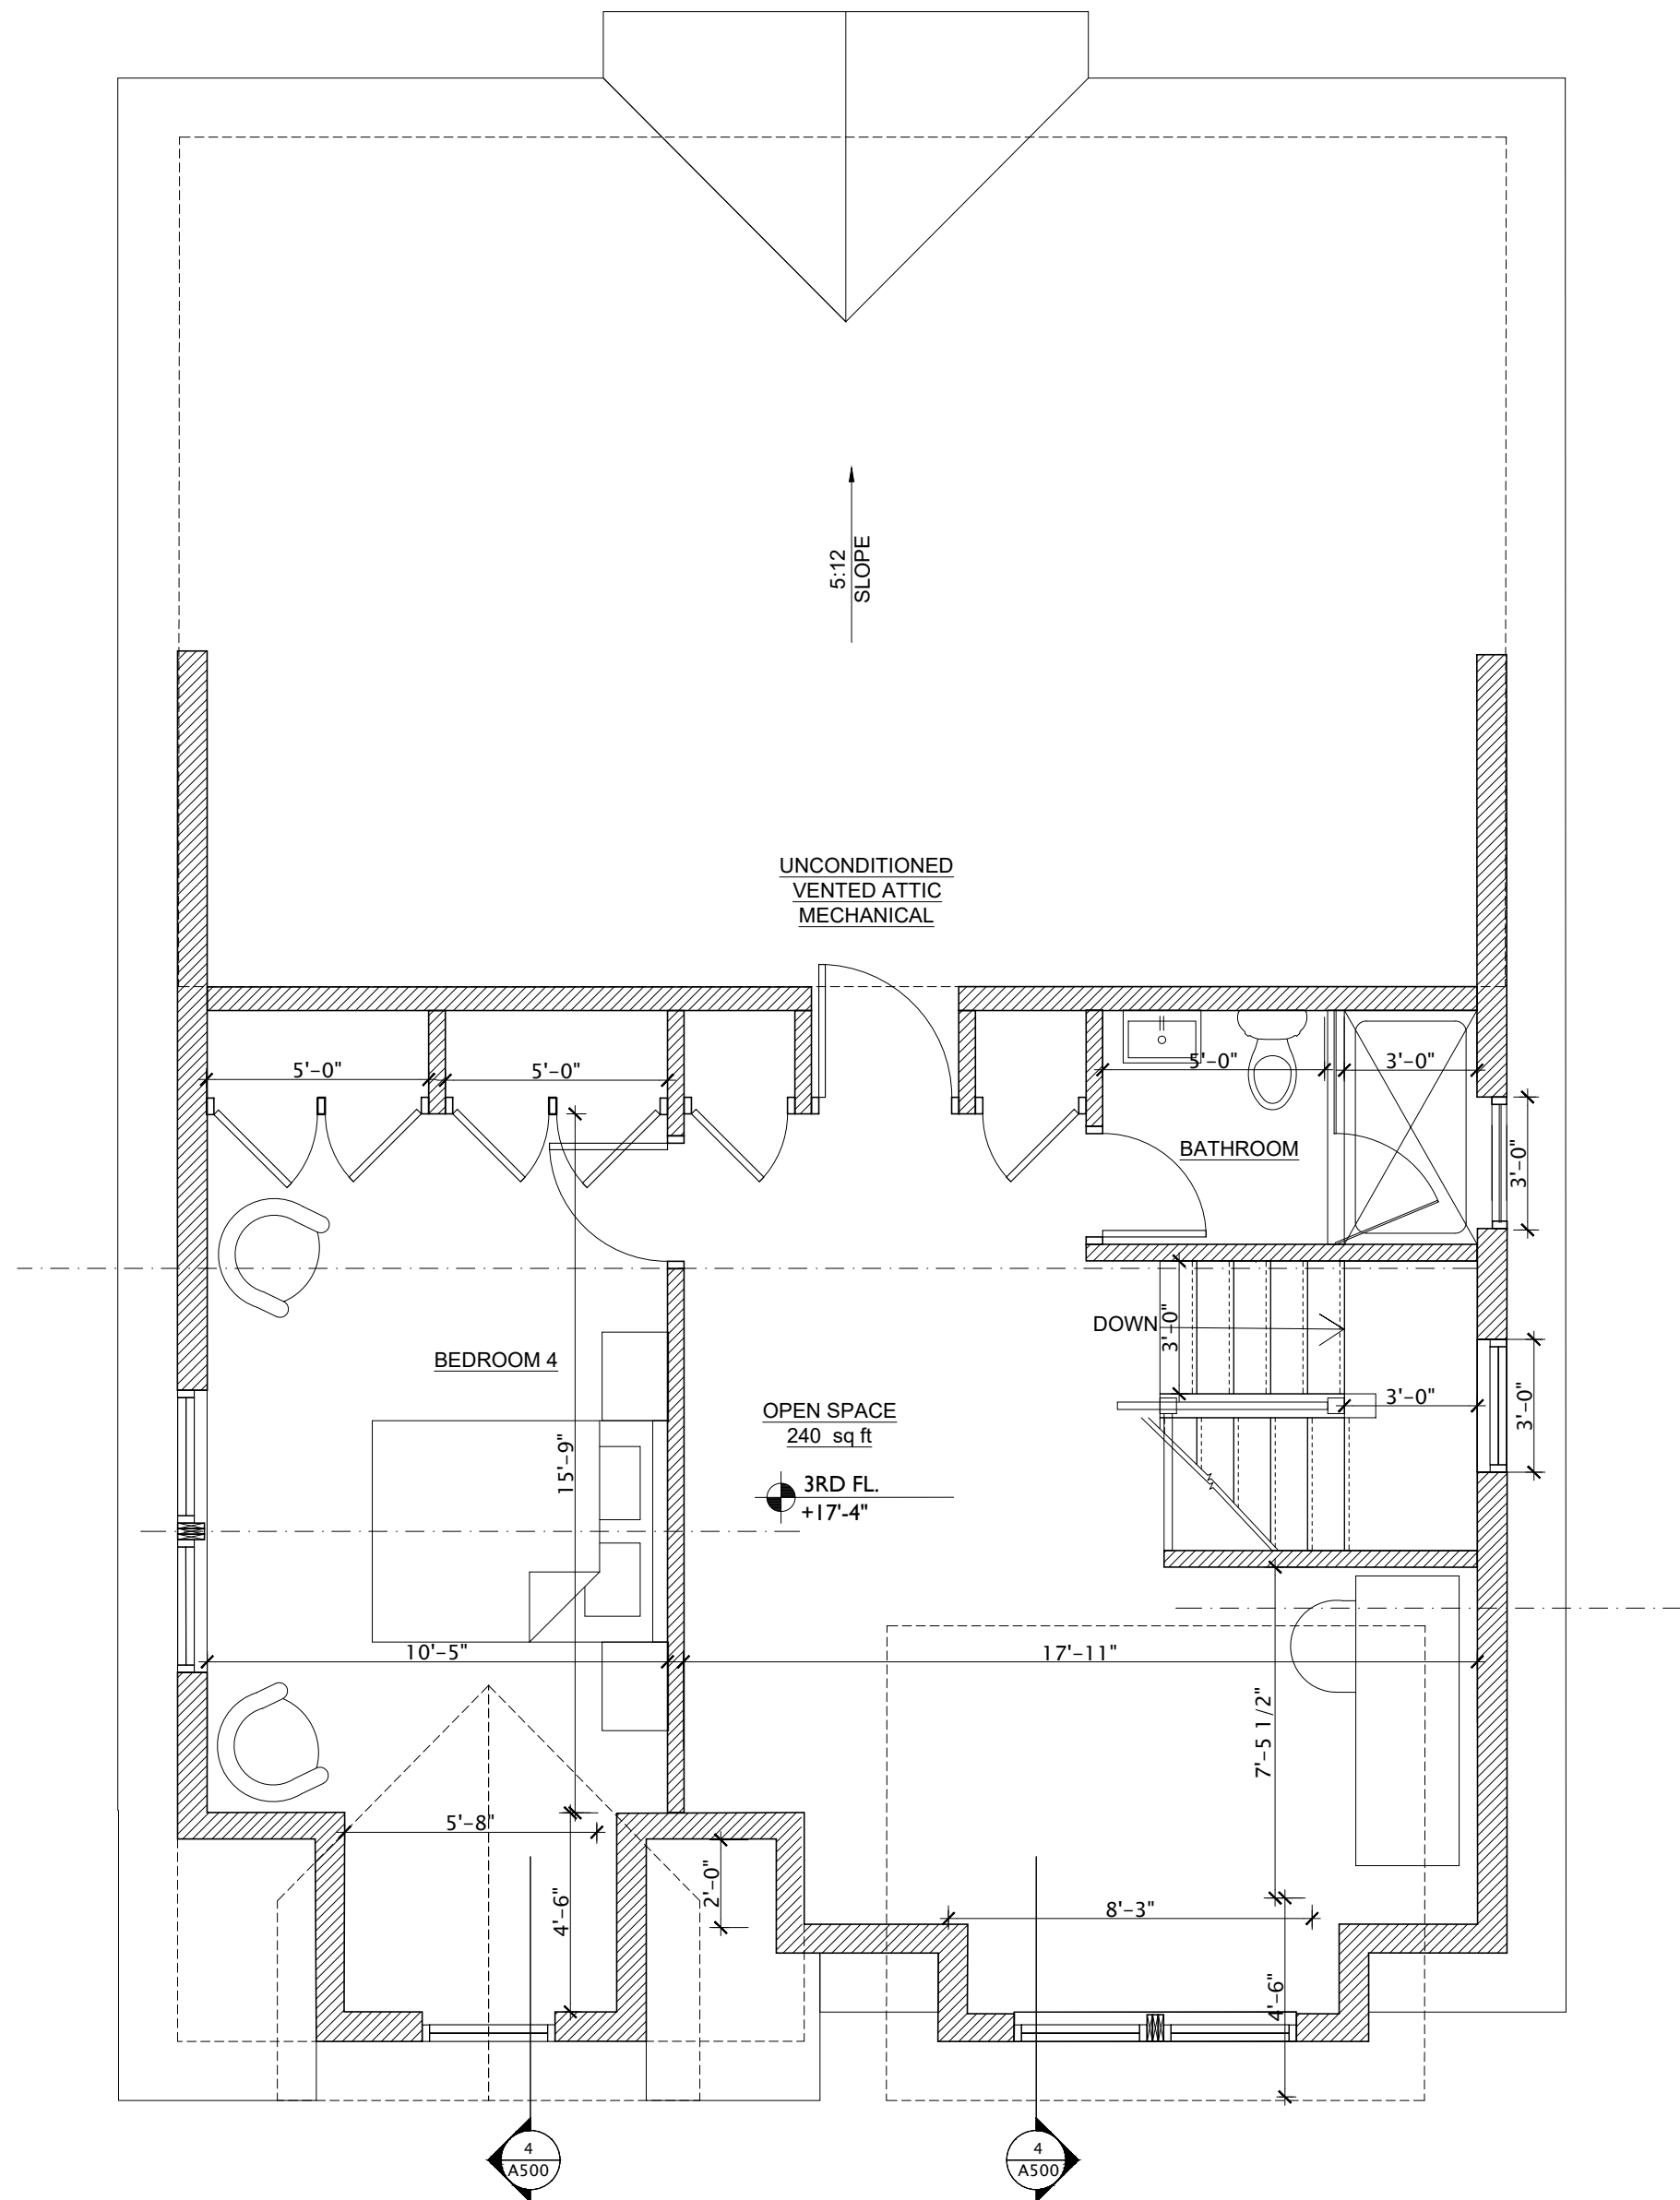 5:12
SLOPE
UNCONDITIONED
VENTED ATTIC
MECHANICAL
5'-0"
5'-0"
5'-0"
3'-0"
BATHROOM
3'-0"
DOWN
3'-0"
BEDROOM 4
3'-0"
3'-0"
OPEN SPACE
240 sq ft
15'-9"
3RD FL.
+17'-4"
10'-5"
17'-11"
7'-5 1/2"
5'-8"
4'-6"
2'-0"
8'-3"
4'-6"
4
A500
4
A500